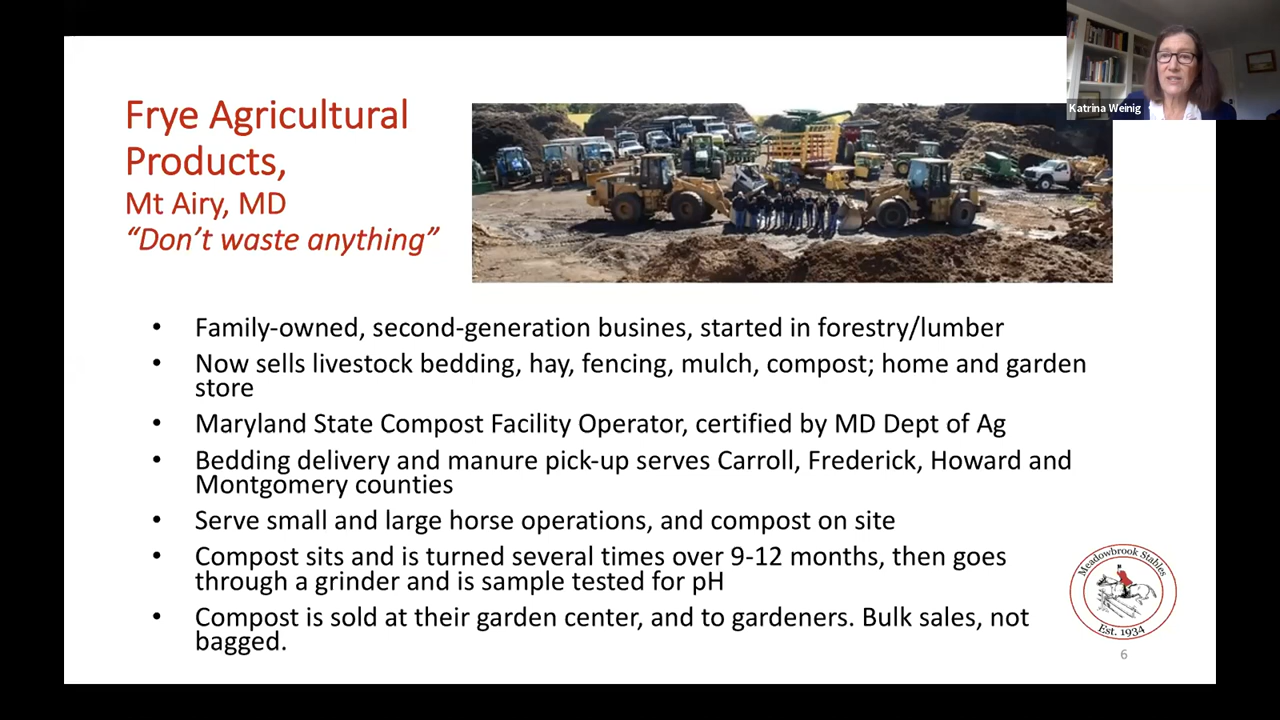 Katrina Weinig
Frye Agricultural
Products,
Mt Airy, MD
“Don’t waste anything”
• Family-owned, second-generation busines, started in forestry/lumber
• Now sells livestock bedding, hay, fencing, mulch, compost; home and garden
store
• Maryland State Compost Facility Operator, certified by MD Dept of Ag
• Bedding delivery and manure pick-up serves Carroll, Frederick, Howard and
Montgomery counties
• Serve small and large horse operations, and compost on site
• Compost sits and is turned several times over 9-12 months, then goes
through a grinder and is sample tested for pH
• Compost is sold at their garden center, and to gardeners. Bulk sales, not
bagged.
Meadowbrook Stables
Est. 1934
6